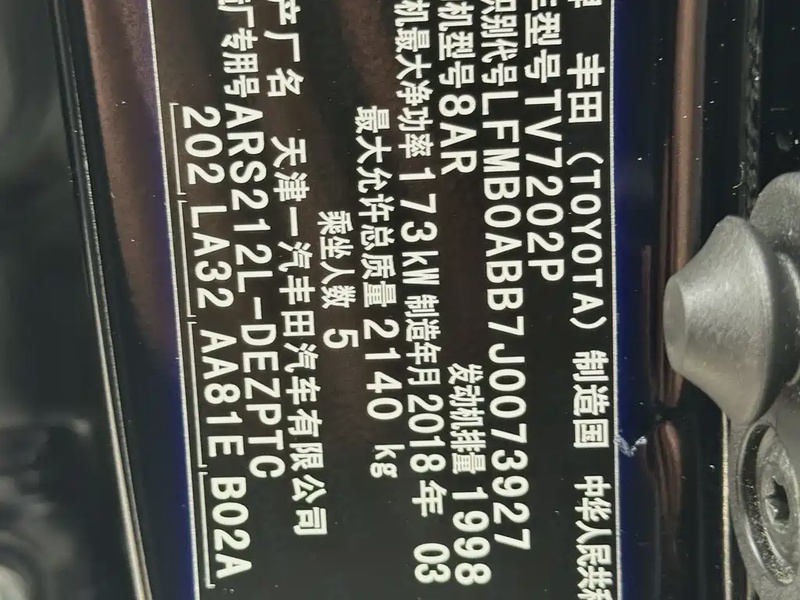 牌 丰田 (TOYOTA) 制造国 中华人民共和
车型号 TV7202P
识别代号 LFMB0ABB7J0073927
机型号 8AR 发动机排量 1998
机最大净功率 173kW 制造年月 2018年 03
最大允许总质量 2140 kg
乘坐人数 5
产厂名 天津一汽丰田汽车有限公司
厂专用号 ARS212L-DEZPTC
202 LA32 AA81E B02A